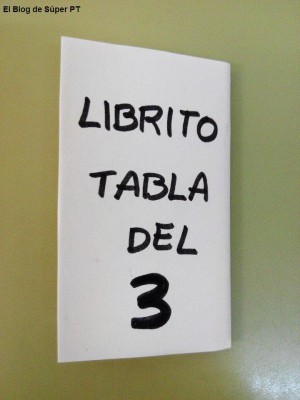 El Blog de Súper PT
LIBRITO
TABLA
DEL
3